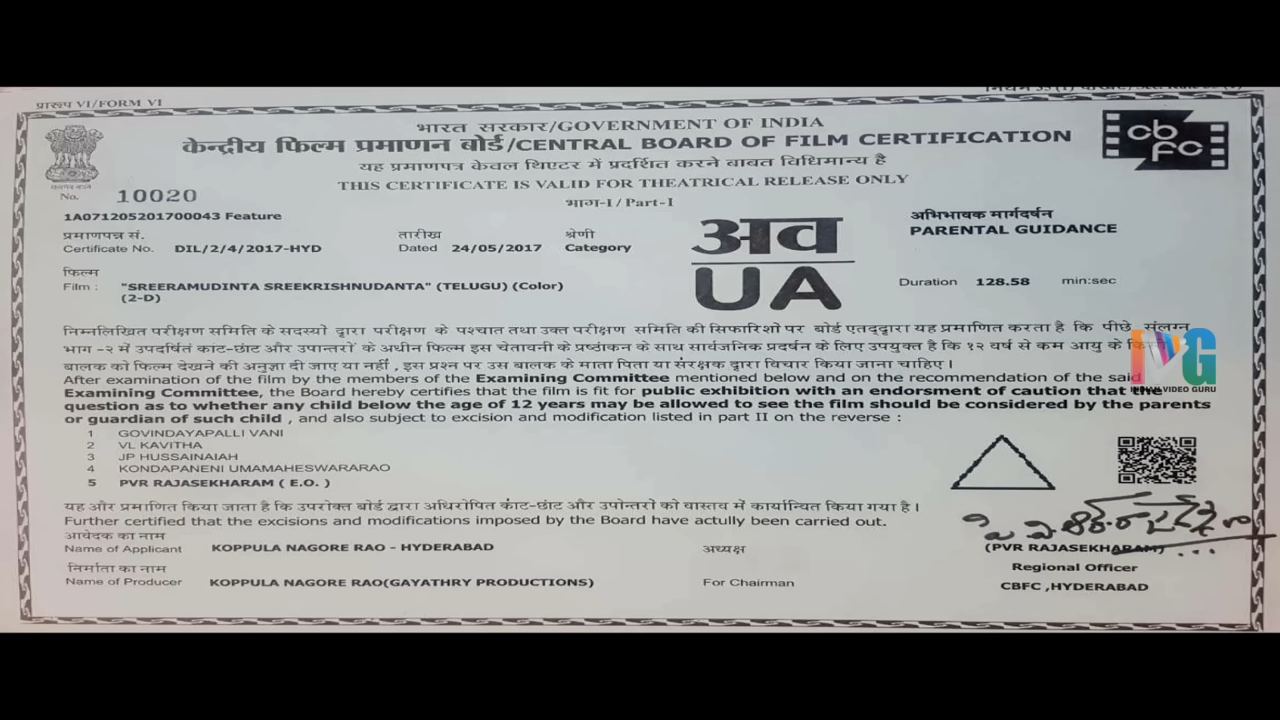 प्रारूप VI/FORM VI
भारत सरकार/GOVERNMENT OF INDIA
केन्द्रीय फिल्म प्रमाणन बोर्ड/CENTRAL BOARD OF FILM CERTIFICATION
cb
fc
यह प्रमाणपत्र केवल थिएटर में प्रदर्शित करने बाबत विधिमान्य है
THIS CERTIFICATE IS VALID FOR THEATRICAL RELEASE ONLY
No. 10020
भाग-I/Part-I
1A071205201700043 Feature
प्रमाणपत्र सं. तारीख श्रेणी
Certificate No. DIL/2/4/2017-HYD Dated 24/05/2017 Category
अव
UA
अभिभावक मार्गदर्शन
PARENTAL GUIDANCE
फिल्म
Film : "SREERAMUDINTA SREEKRISHNUDANTA" (TELUGU) (Color)
(2-D)
Duration 128.58 min:sec
निम्नलिखित परीक्षण समिति के सदस्यों द्वारा परीक्षण के पश्चात तथा उक्त परीक्षण समिति की सिफारिशों पर बोर्ड एतद्द्वारा यह प्रमाणित करता है कि पीछे संलग्न
भाग -२ में उपदर्षित काट-छाँट और उपान्तरों के अधीन फिल्म इस चेतावनी के प्रष्ठांकन के साथ सार्वजनिक प्रदर्षन के लिए उपयुक्त है कि १२ वर्ष से कम आयु के
बालक को फिल्म देखने की अनुज्ञा दी जाए या नहीं , इस प्रश्न पर उस बालक के माता पिता या संरक्षक द्वारा विचार किया जाना चाहिए ।
After examination of the film by the members of the Examining Committee mentioned below and on the recommendation of the said
Examining Committee, the Board hereby certifies that the film is fit for public exhibition with an endorsment of caution that the
question as to whether any child below the age of 12 years may be allowed to see the film should be considered by the parents
or guardian of such child , and also subject to excision and modification listed in part II on the reverse :
INDIAN VIDEO GURU
1 GOVINDAYAPALLI VANI
2 VL KAVITHA
3 JP HUSSAINAIAH
4 KONDAPANENI UMAMAHESWARARAO
5 PVR RAJASEKHARAM ( E.O. )
यह और प्रमाणित किया जाता है कि उपरोक्त बोर्ड द्वारा अधिरोपित कांट-छांट और उपोन्तरों को वास्तव में कार्यान्वित किया गया है ।
Further certified that the excisions and modifications imposed by the Board have actully been carried out.
आवेदक का नाम
Name of Applicant KOPPULA NAGORE RAO - HYDERABAD
अध्यक्ष
(PVR RAJASEKHARAM)
निर्माता का नाम
Regional Officer
Name of Producer KOPPULA NAGORE RAO(GAYATHRY PRODUCTIONS) For Chairman
CBFC ,HYDERABAD